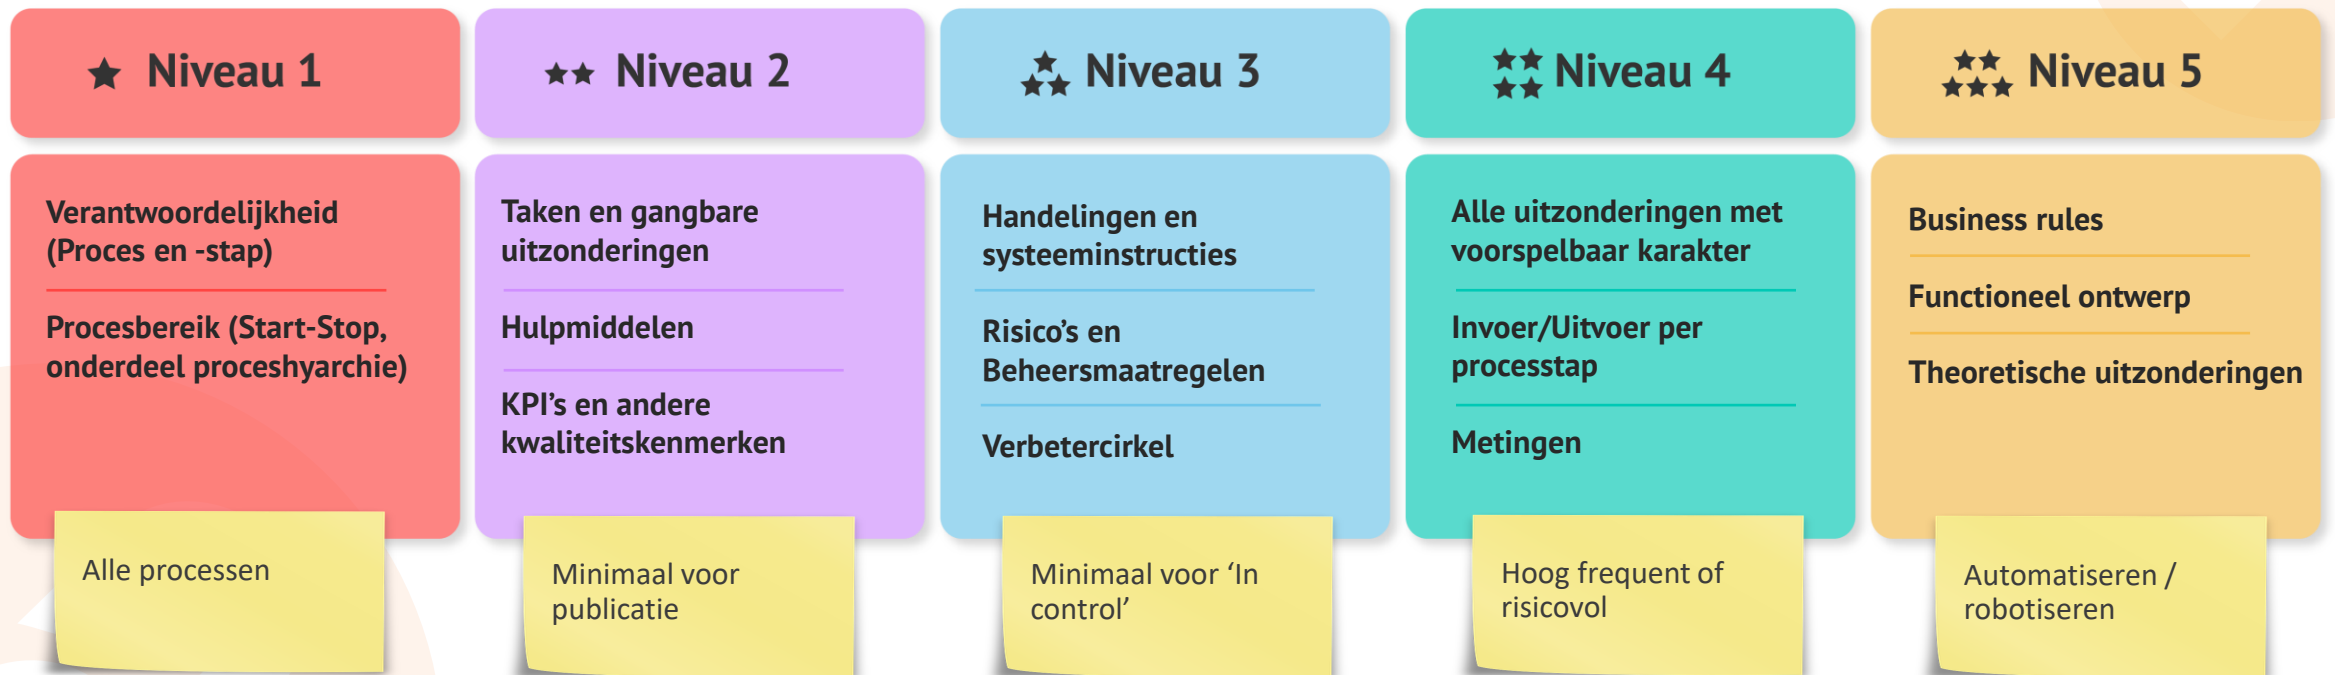 Niveau 1
Verantwoordelijkheid
(Proces en -stap)
Procesbereik (Start-Stop,
onderdeel proceshyarchie)
Alle processen
Niveau 2
Taken en gangbare
uitzonderingen
Hulpmiddelen
KPI’s en andere
kwaliteitskenmerken
Minimaal voor
publicatie
Niveau 3
Handelingen en
systeeminstructies
Risico’s en
Beheersmaatregelen
Verbetercirkel
Minimaal voor ‘In
control’
Niveau 4
Alle uitzonderingen met
voorspelbaar karakter
Invoer/Uitvoer per
processtap
Metingen
Hoog frequent of
risicovol
Niveau 5
Business rules
Functioneel ontwerp
Theoretische uitzonderingen
Automatiseren /
robotiseren